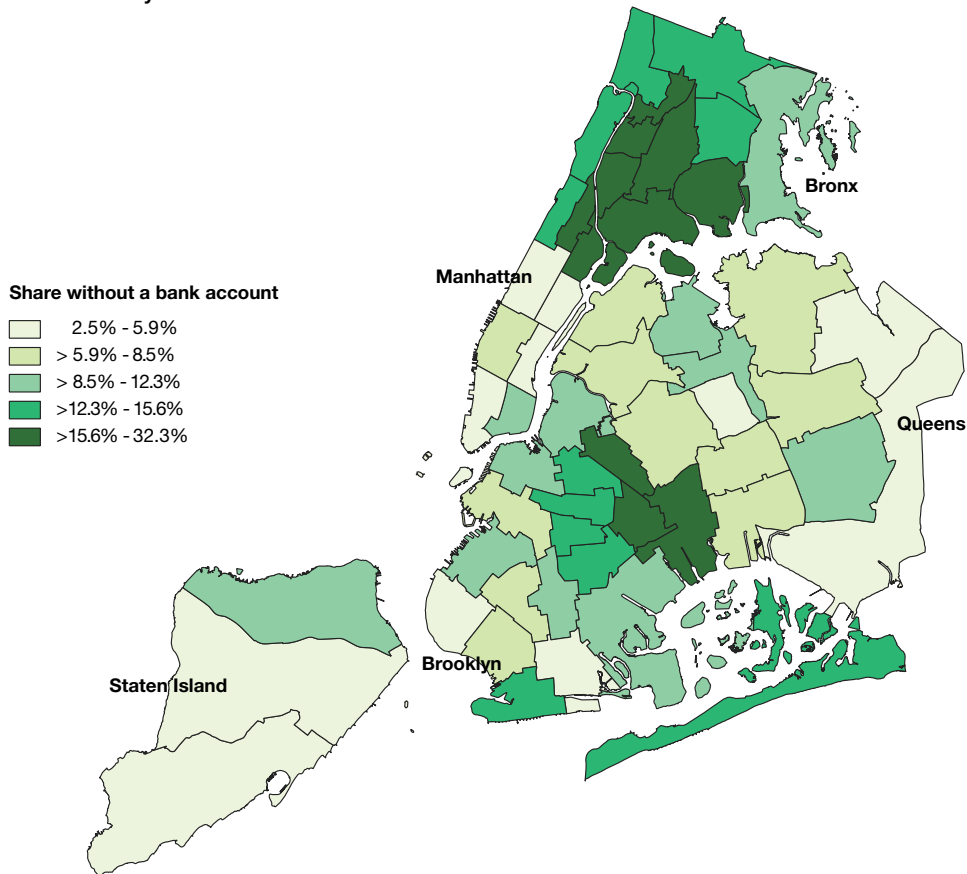 Manhattan
Bronx
Share without a bank account
2.5% - 5.9%
> 5.9% - 8.5%
> 8.5% - 12.3%
>12.3% - 15.6%
>15.6% - 32.3%
Queens
Brooklyn
Staten Island